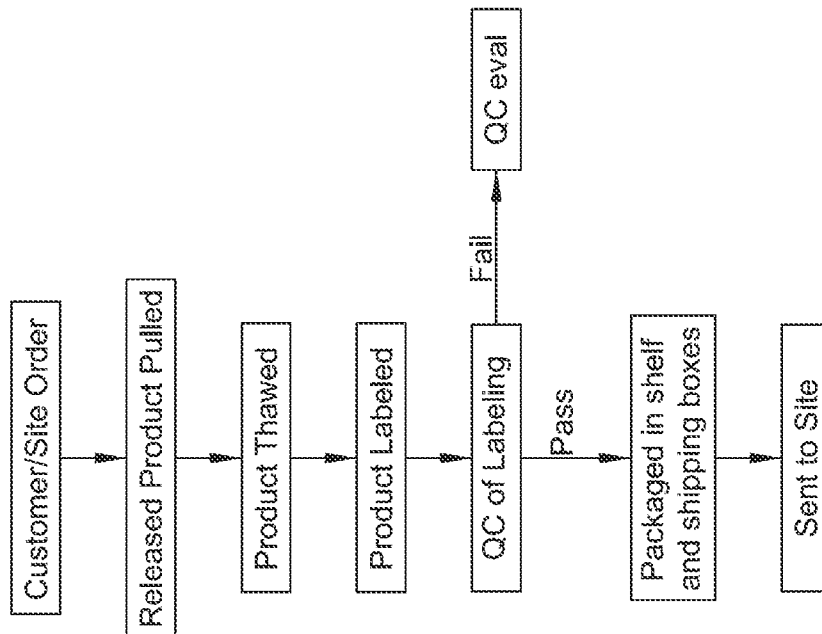 Customer/Site Order
Released Product Pulled
Product Thawed
Product Labeled
QC of Labeling
Fail
QC eval
Pass
Packaged in shelf
and shipping boxes
Sent to Site